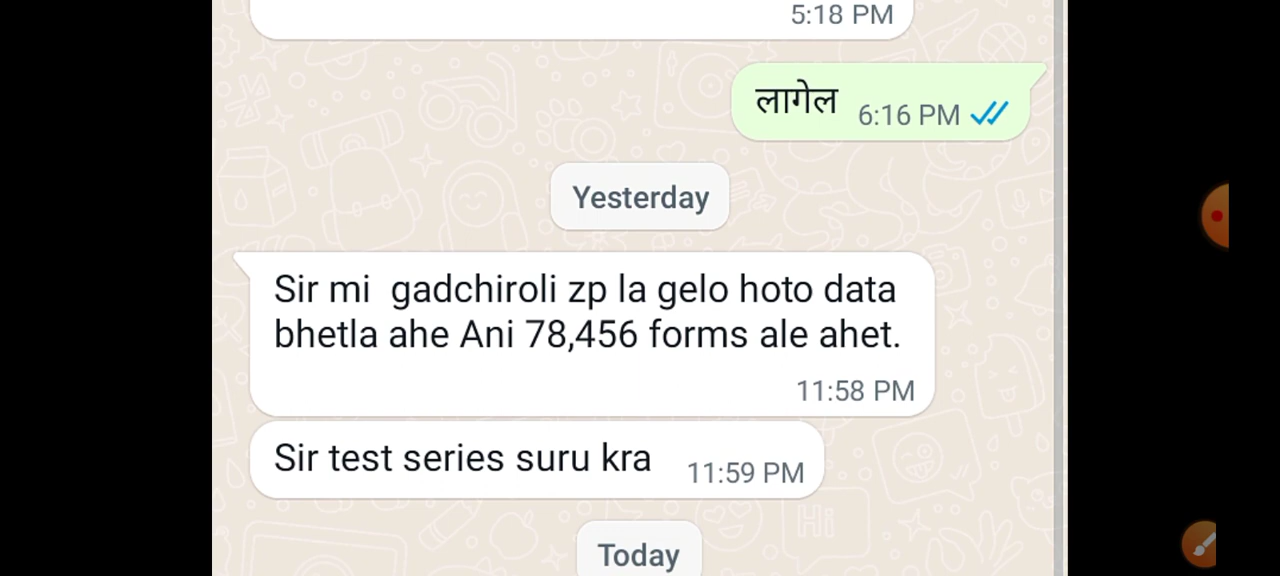 5:18 PM
लागेल 6:16 PM
Yesterday
Sir mi gadchiroli zp la gelo hoto data
bhetla ahe Ani 78,456 forms ale ahet.
11:58 PM
Sir test series suru kra 11:59 PM
Today